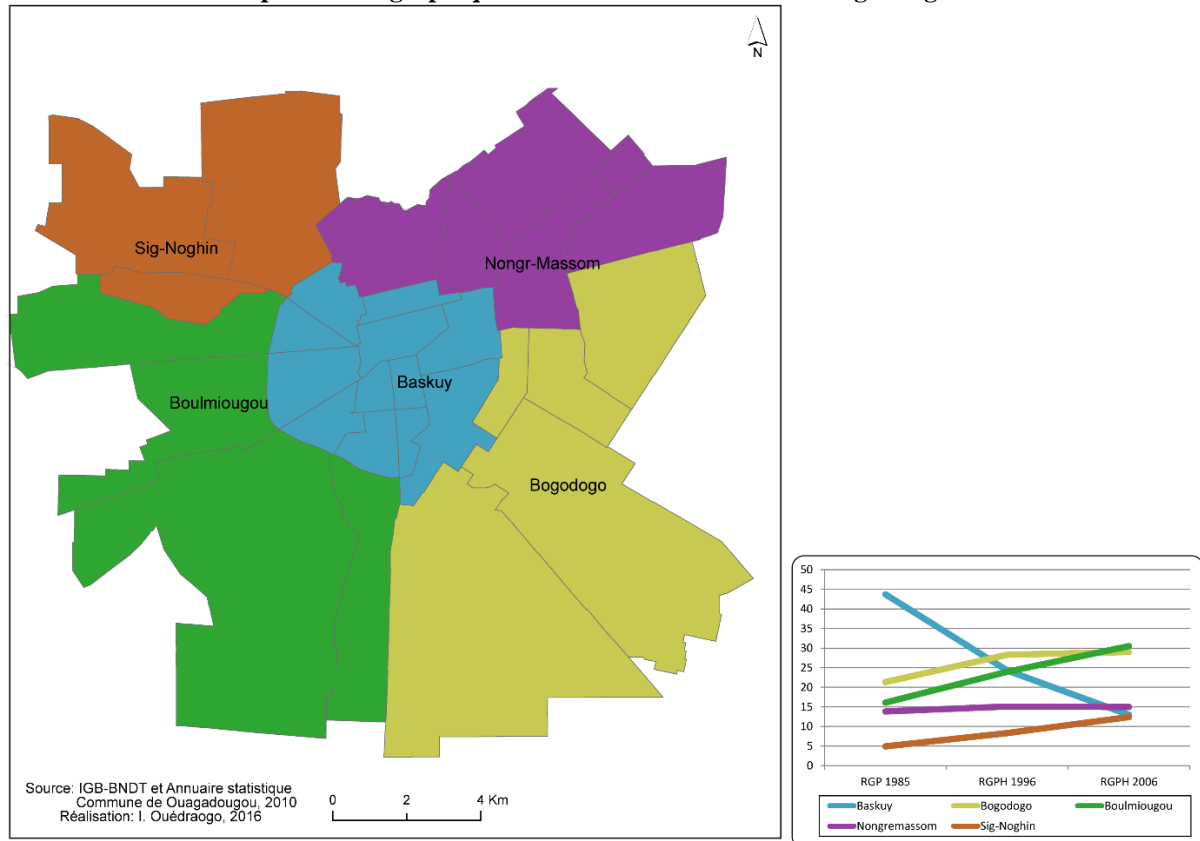 N
Sig-Noghin
Nongr-Massom
Baskuy
Boulmiougou
Bogodogo
Source: IGB-BNDT et Annuaire statistique
Commune de Ouagadougou, 2010
Réalisation: I. Ouédraogo, 2016
0 2 4 Km
50
45
40
35
30
25
20
15
10
5
0
RGP 1985 RGPH 1996 RGPH 2006
Baskuy Bogodogo Boulmiougou
Nongremassom Sig-Noghin